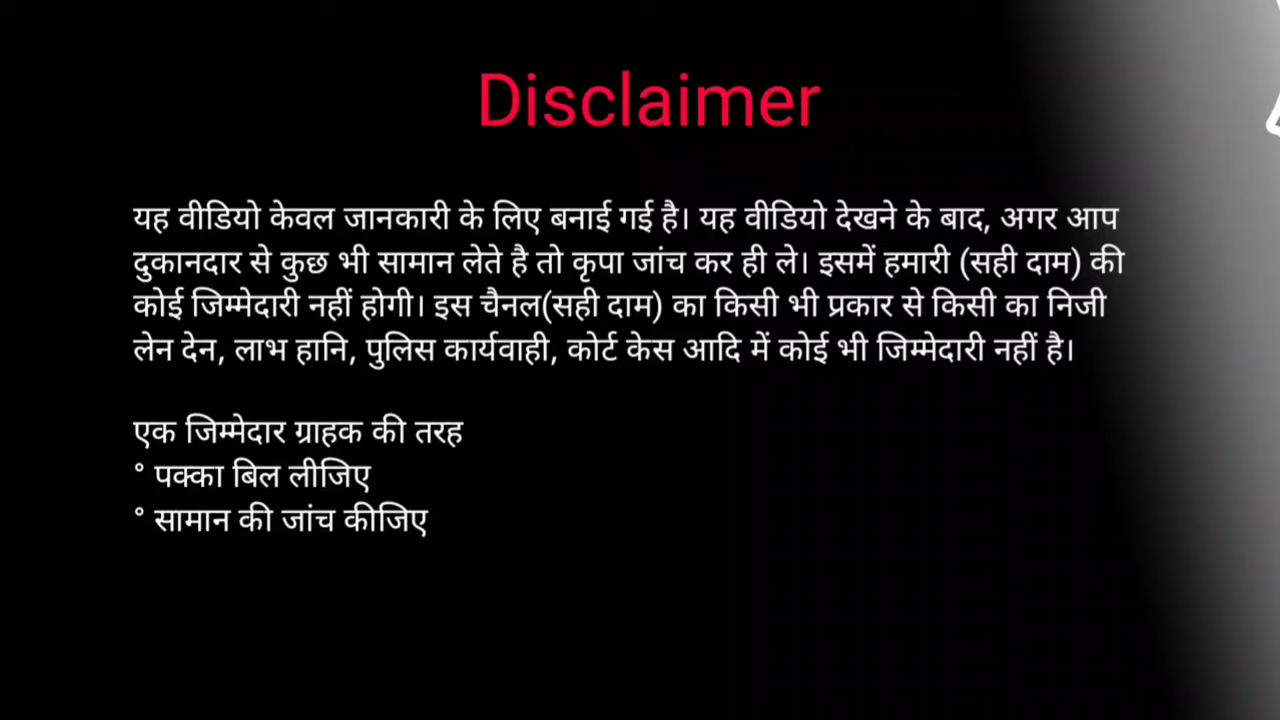 Disclaimer
यह वीडियो केवल जानकारी के लिए बनाई गई है। यह वीडियो देखने के बाद, अगर आप
दुकानदार से कुछ भी सामान लेते है तो कृपा जांच कर ही ले। इसमें हमारी (सही दाम) की
कोई जिम्मेदारी नहीं होगी। इस चैनल(सही दाम) का किसी भी प्रकार से किसी का निजी
लेन देन, लाभ हानि, पुलिस कार्यवाही, कोर्ट केस आदि में कोई भी जिम्मेदारी नहीं है।
एक जिम्मेदार ग्राहक की तरह
° पक्का बिल लीजिए
° सामान की जांच कीजिए